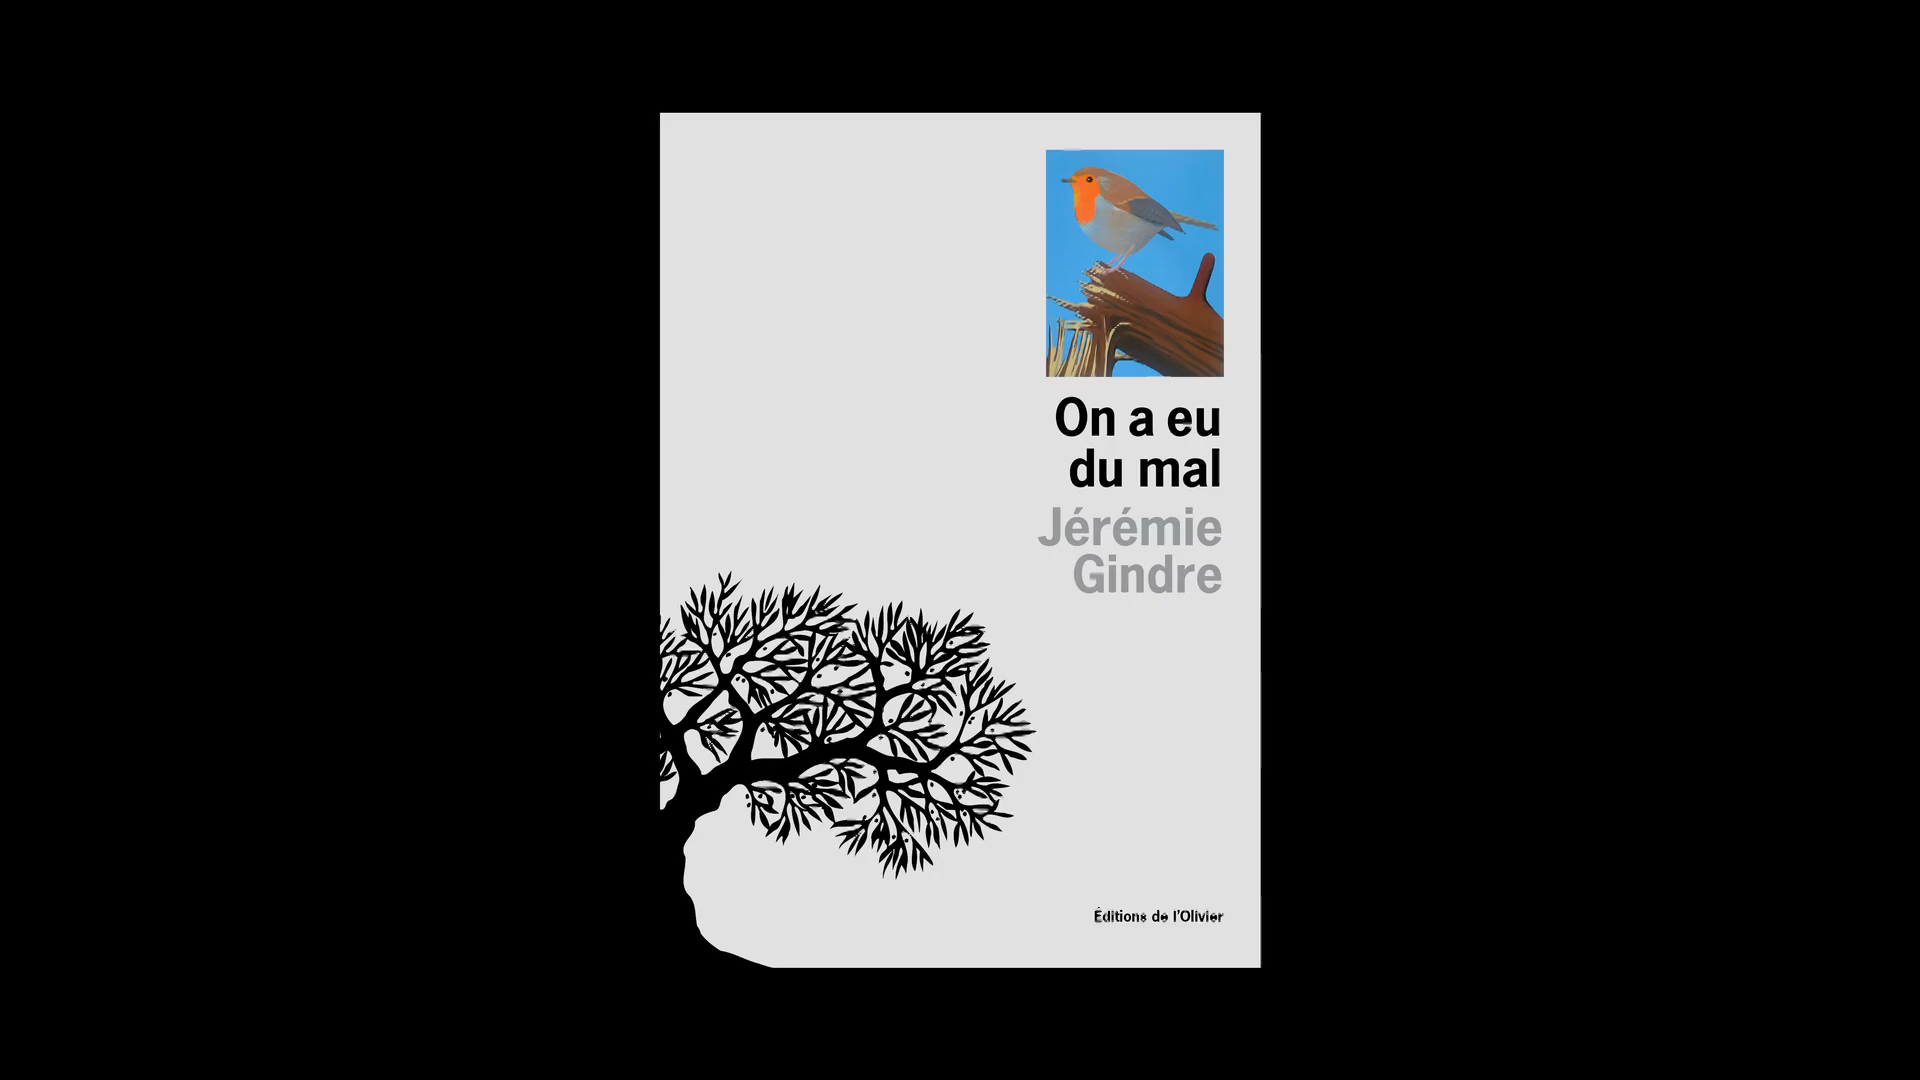 On a eu
du mal
Jérémie
Gindre
Éditions de l'Olivier